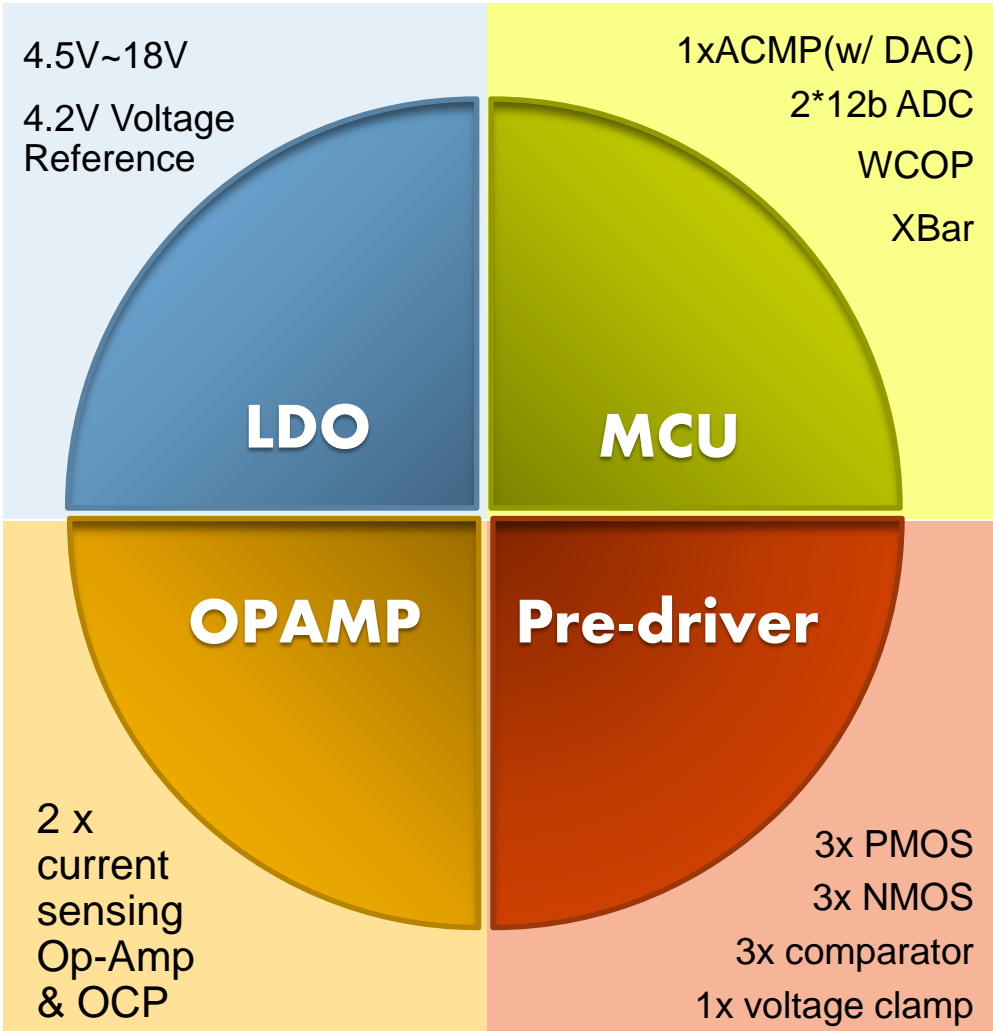 4.5V~18V
4.2V Voltage
Reference
1xACMP(w/ DAC)
2*12b ADC
WCOP
XBar
LDO
MCU
OPAMP
Pre-driver
2 x
current
sensing
Op-Amp
& OCP
3x PMOS
3x NMOS
3x comparator
1x voltage clamp